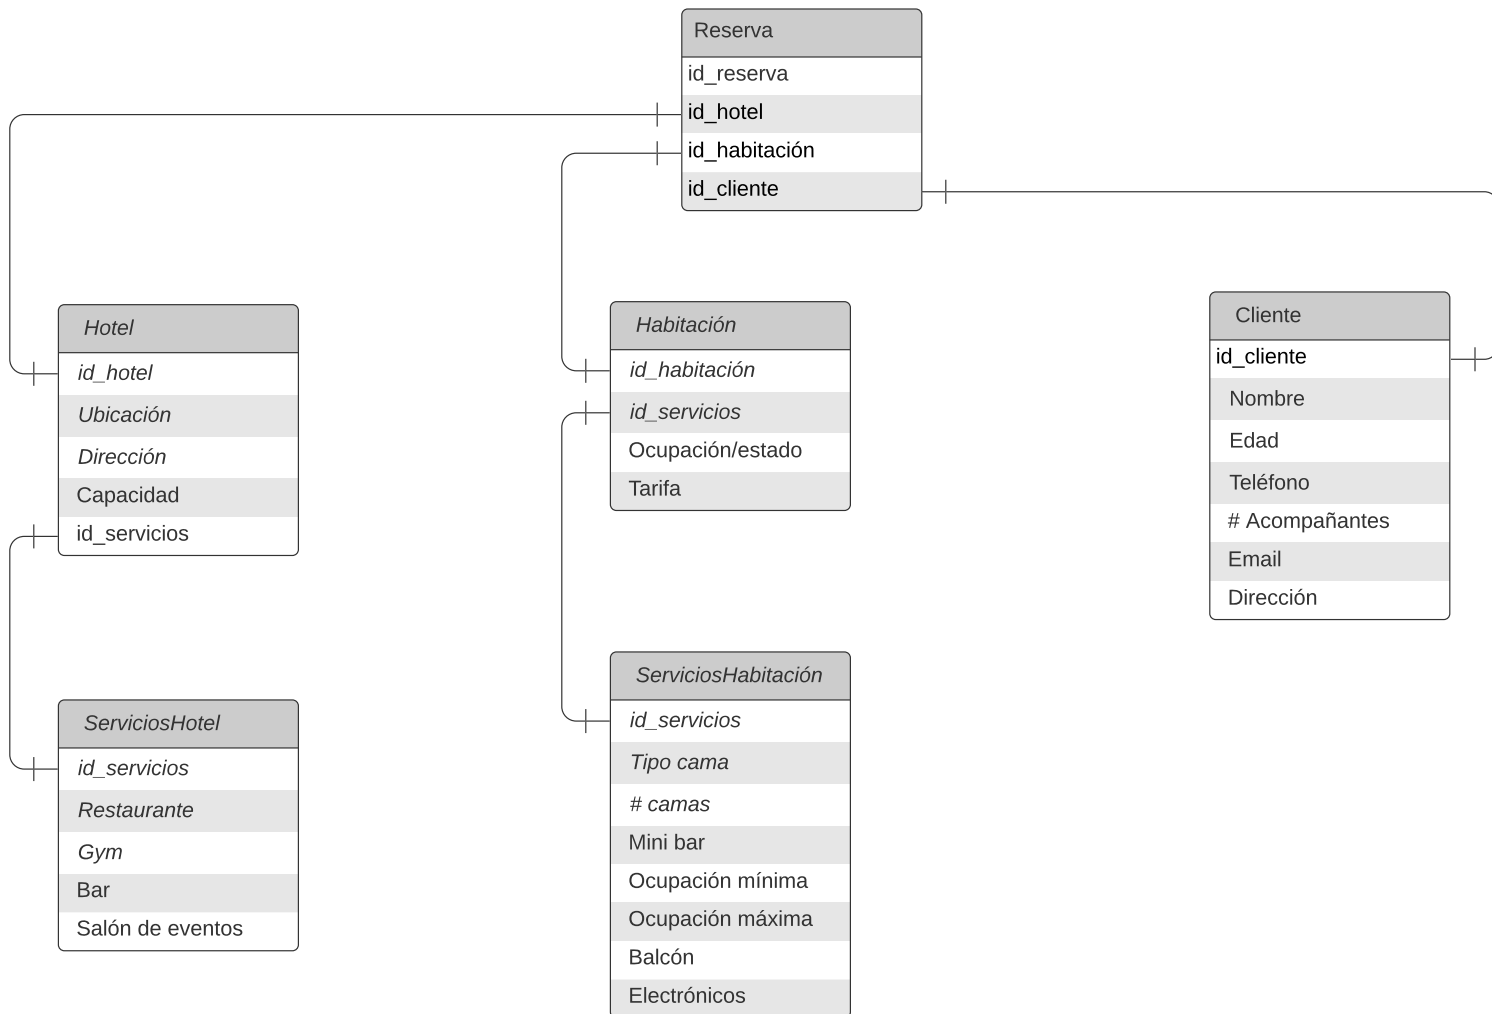 Reserva
id_reserva
id_hotel
id_habitación
id_cliente
Hotel
id_hotel
Ubicación
Dirección
Capacidad
id_servicios
Habitación
id_habitación
id_servicios
Ocupación/estado
Tarifa
Cliente
id_cliente
Nombre
Edad
Teléfono
# Acompañantes
Email
Dirección
ServiciosHotel
id_servicios
Restaurante
Gym
Bar
Salón de eventos
ServiciosHabitación
id_servicios
Tipo cama
# camas
Mini bar
Ocupación mínima
Ocupación máxima
Balcón
Electrónicos